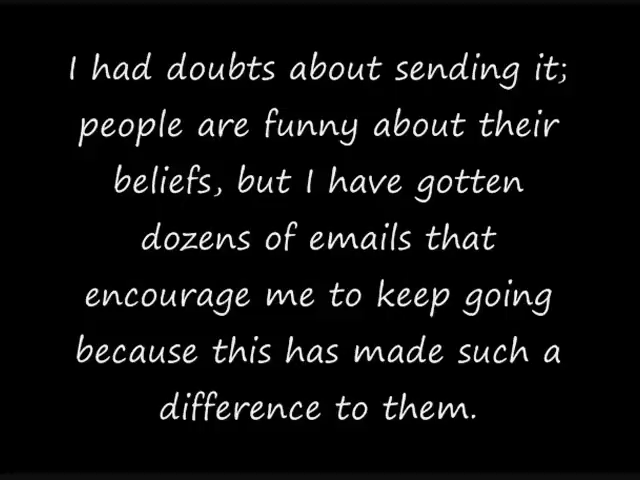 I had doubts about sending it;
people are funny about their
beliefs, but I have gotten
dozens of emails that
encourage me to keep going
because this has made such a
difference to them.